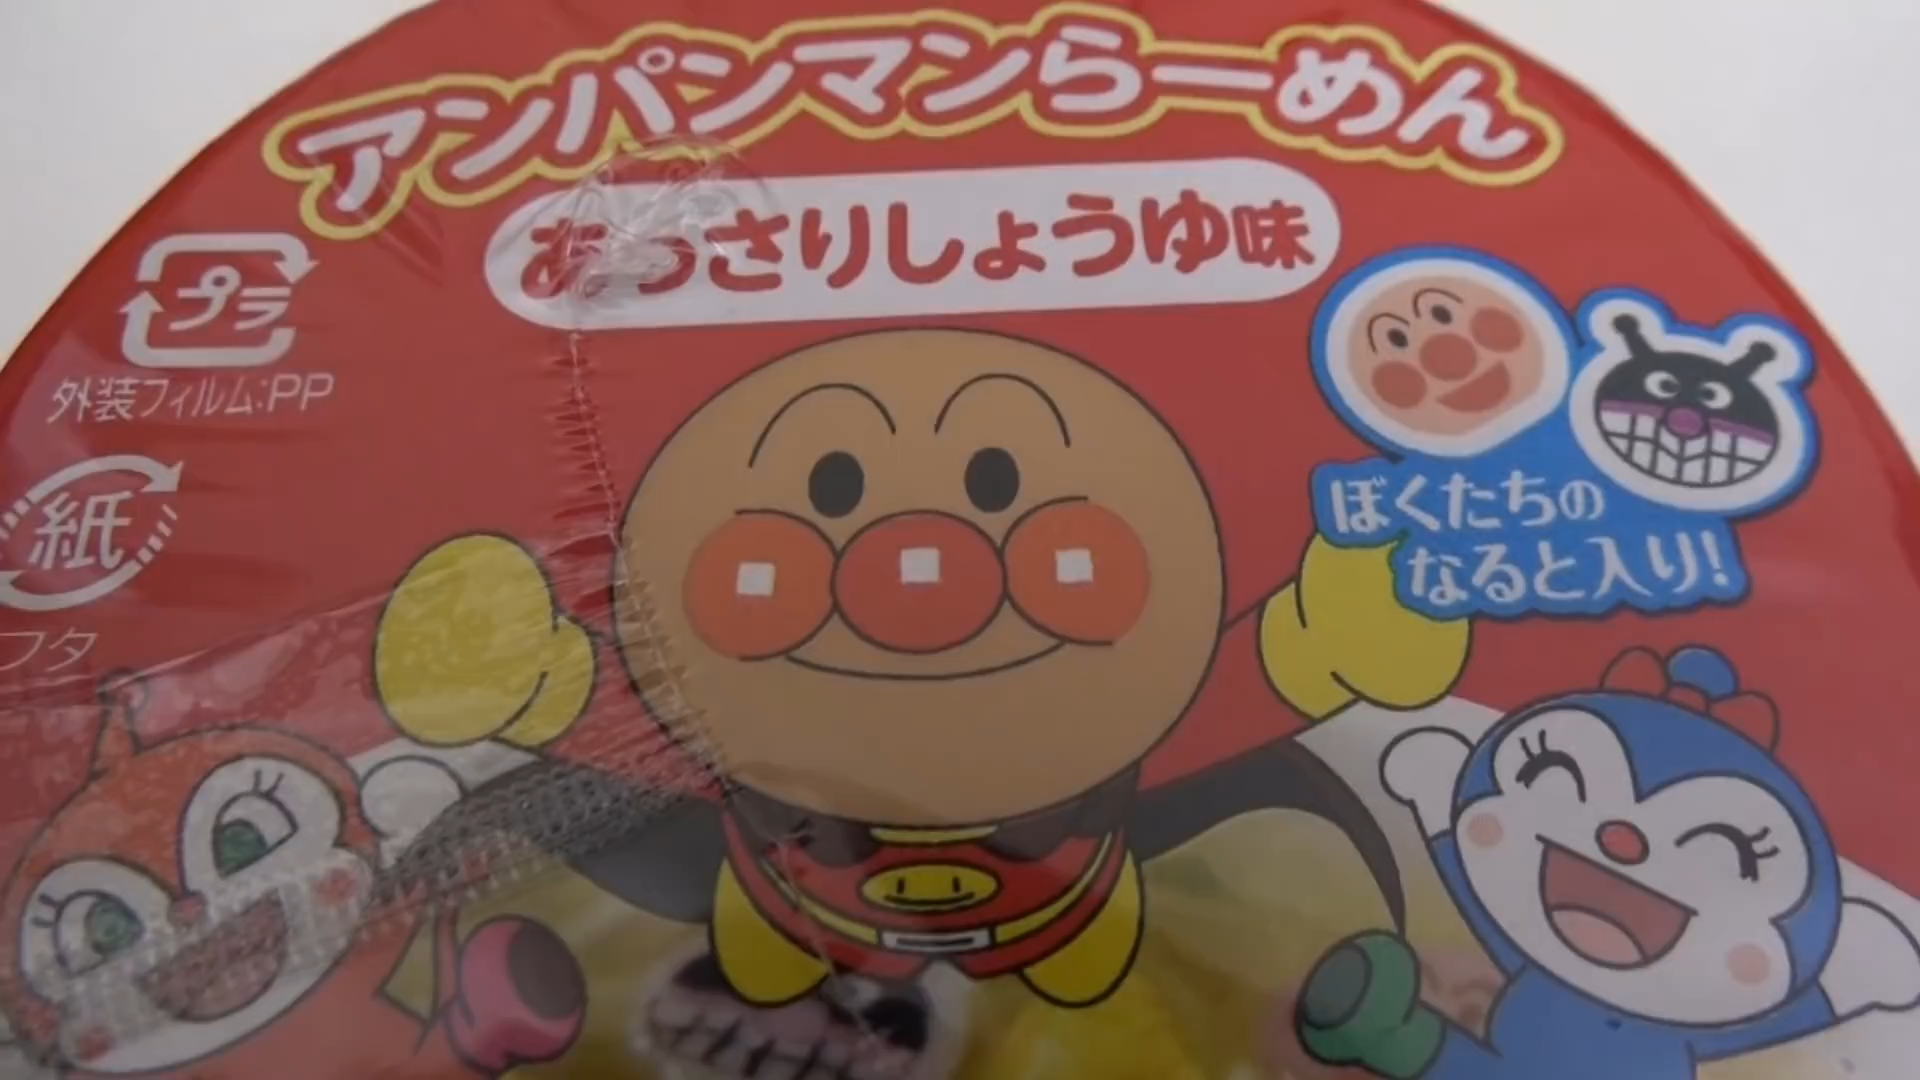 アンパンマンらーめん
あっさりしょうゆ味
プラ
外装フィルム:PP
紙
フタ
ぼくたちの
なると入り!